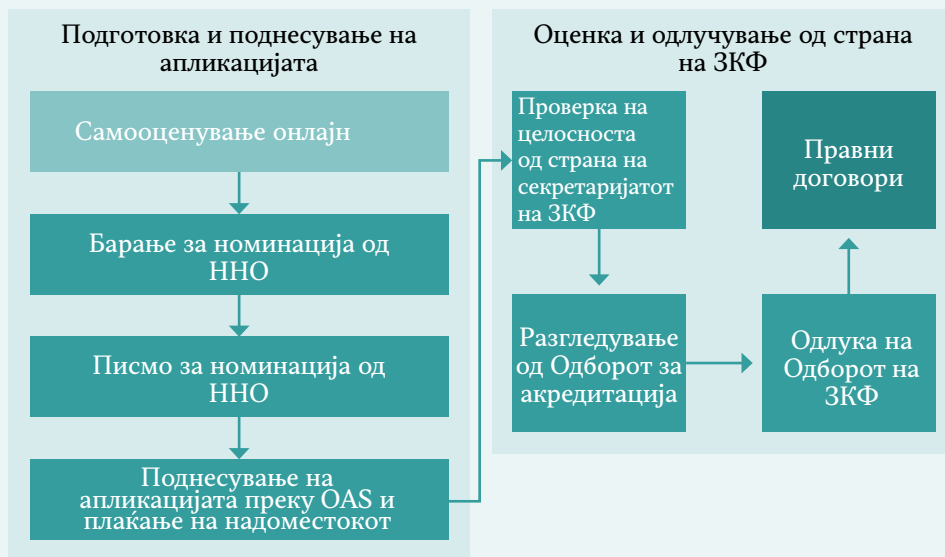 Подготовка и поднесување на
апликацијата
Самооценување онлајн
Барање за номинација од
ННО
Писмо за номинација од
ННО
Поднесување на
апликацијата преку OAS и
плаќање на надоместокот
Оценка и одлучување од страна
на ЗКФ
Проверка на
целосноста
од страна на
секретаријатот
на ЗКФ
Разгледување
од Одборот за
акредитација
Одлука на
Одборот на
ЗКФ
Правни
договори